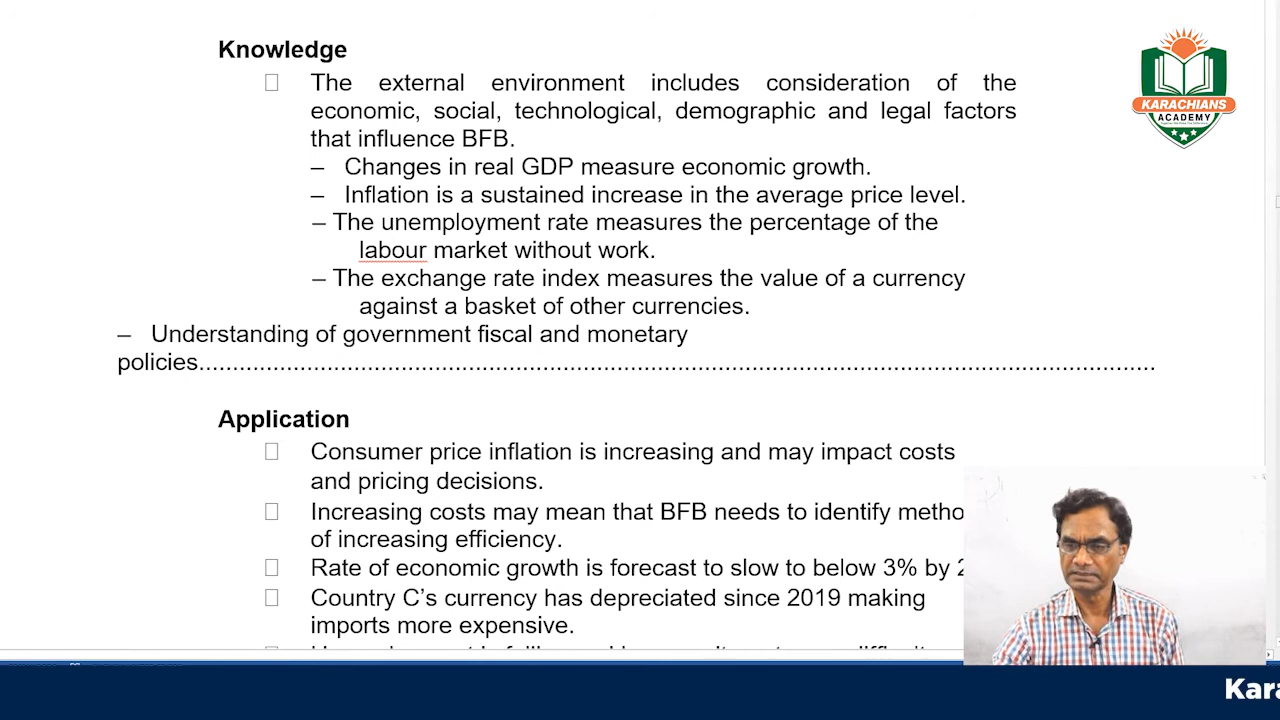 Knowledge
The external environment includes consideration of the
economic, social, technological, demographic and legal factors
that influence BFB.
– Changes in real GDP measure economic growth.
– Inflation is a sustained increase in the average price level.
– The unemployment rate measures the percentage of the
labour market without work.
– The exchange rate index measures the value of a currency
against a basket of other currencies.
– Understanding of government fiscal and monetary
policies..............................................................................................................................................
Application
Consumer price inflation is increasing and may impact costs
and pricing decisions.
Increasing costs may mean that BFB needs to identify metho
of increasing efficiency.
Rate of economic growth is forecast to slow to below 3% by 2
Country C's currency has depreciated since 2019 making
imports more expensive.
KARACHIANS
ACADEMY
Kara